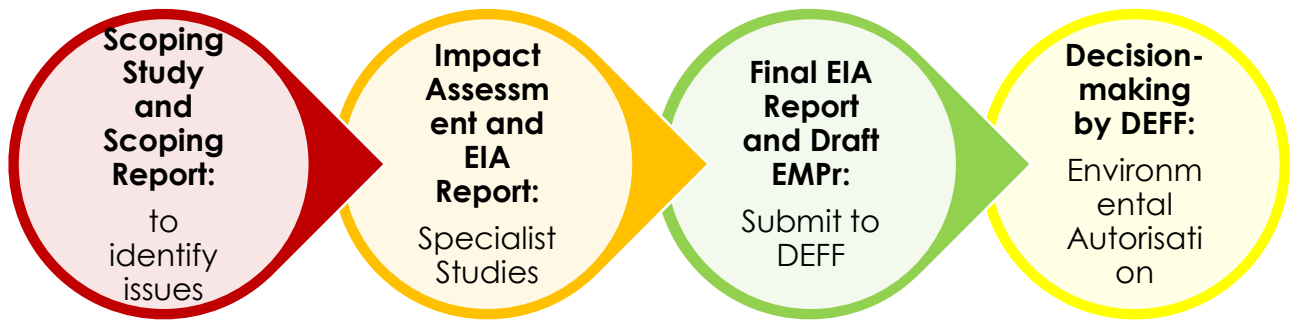 Scoping
Study
and
Scoping
Report:
to
identify
issues
Impact
Assessm
ent and
EIA
Report:
Specialist
Studies
Final EIA
Report
and Draft
EMPr:
Submit to
DEFF
Decision-
making
by DEFF:
Environm
ental
Autorisati
on